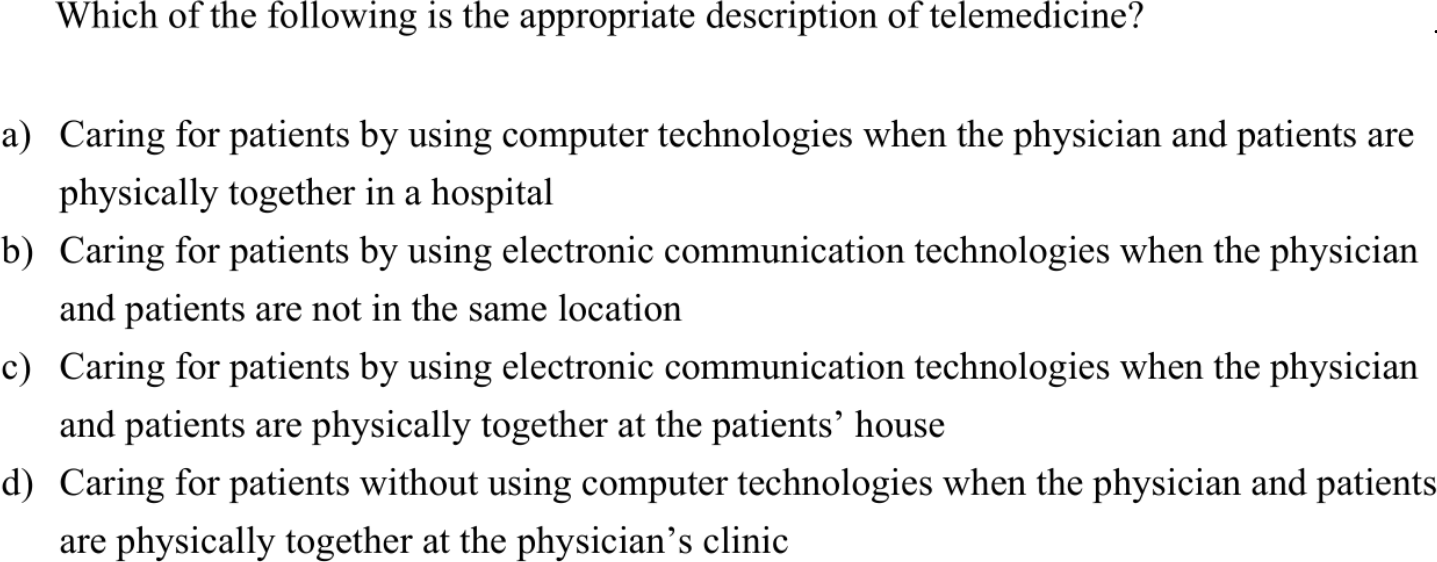 Which of the following is the appropriate description of telemedicine?
a) Caring for patients by using computer technologies when the physician and patients are
physically together in a hospital
b) Caring for patients by using electronic communication technologies when the physician
and patients are not in the same location
c) Caring for patients by using electronic communication technologies when the physician
and patients are physically together at the patients’ house
d) Caring for patients without using computer technologies when the physician and patients
are physically together at the physician’s clinic